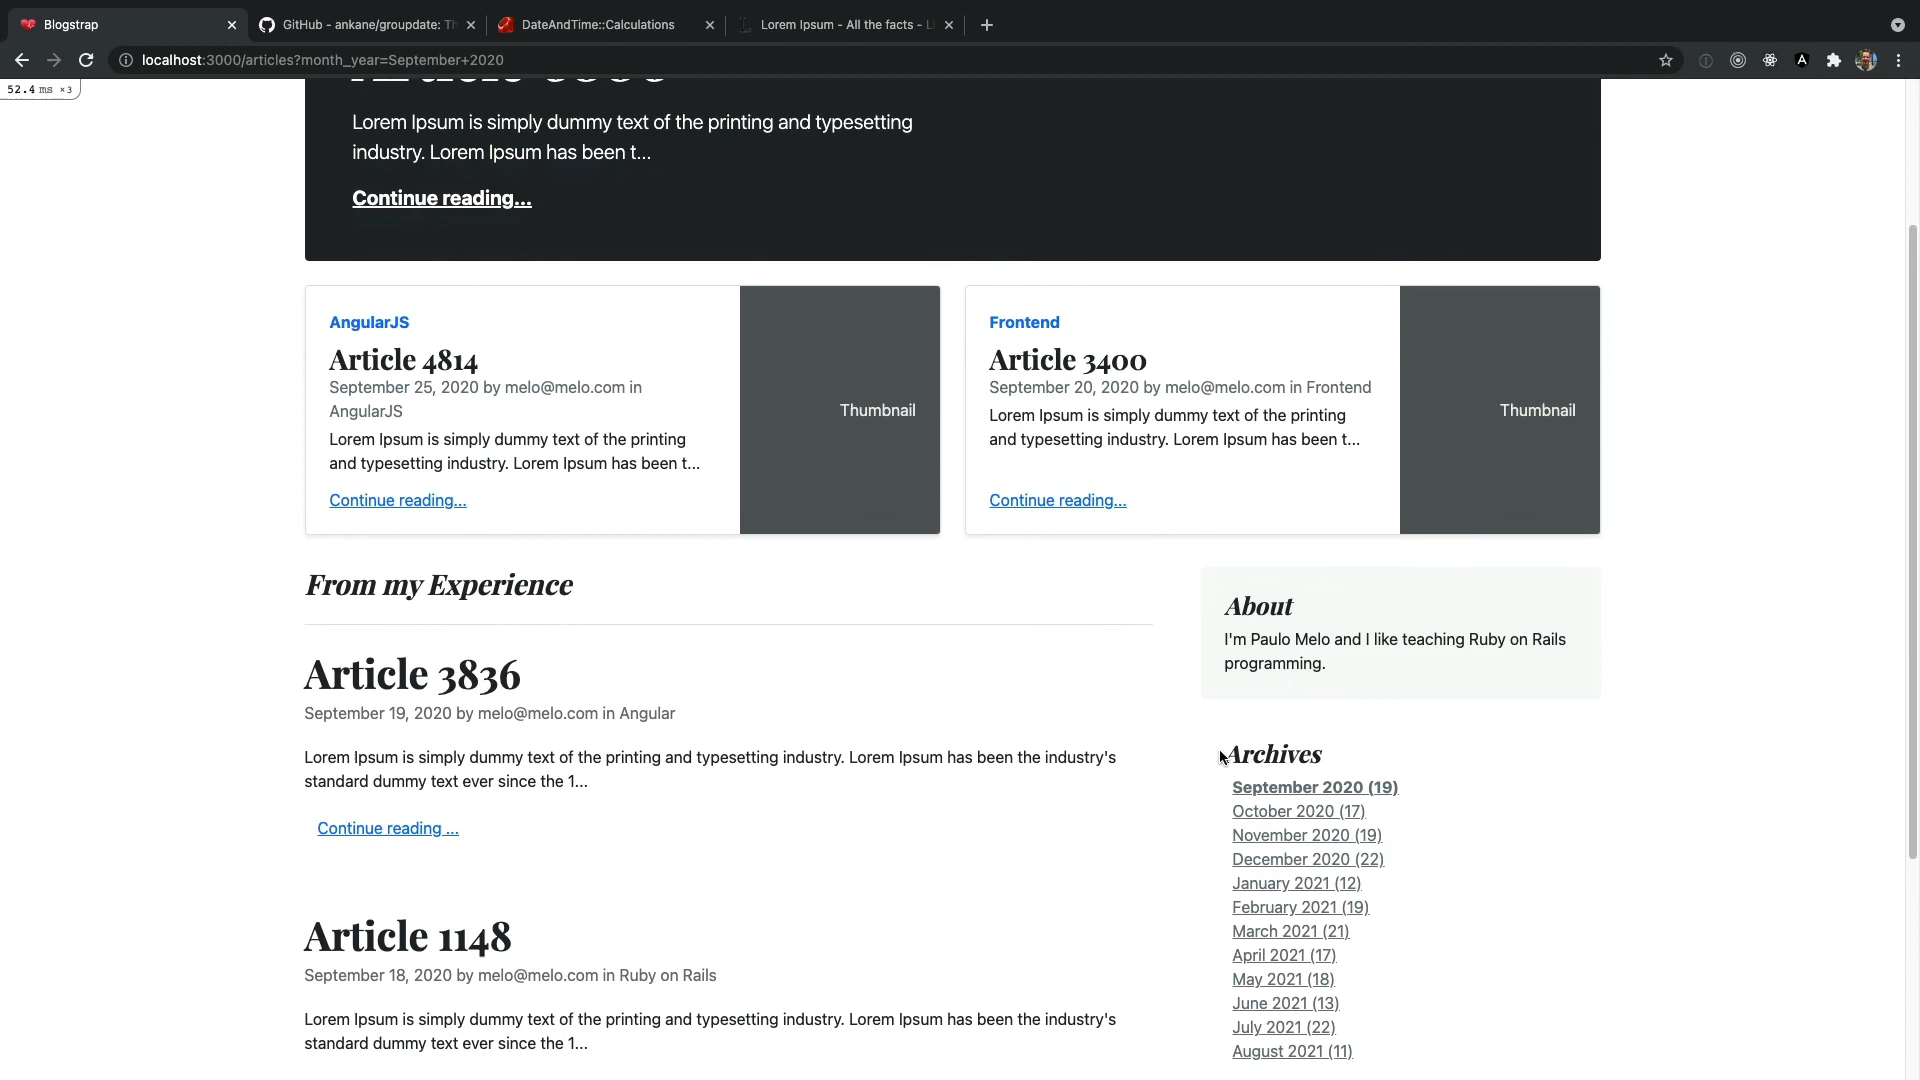 Blogstrap
GitHub - ankane/groupdate: Th
DateAndTime::Calculations
Lorem Ipsum - All the facts - Li
localhost:3000/articles?month_year=September+2020
52.4 ms ×3
Lorem Ipsum is simply dummy text of the printing and typesetting
industry. Lorem Ipsum has been t...
Continue reading...
AngularJS
Article 4814
September 25, 2020 by melo@melo.com in
AngularJS
Lorem Ipsum is simply dummy text of the printing
and typesetting industry. Lorem Ipsum has been t...
Continue reading...
Thumbnail
Frontend
Article 3400
September 20, 2020 by melo@melo.com in Frontend
Lorem Ipsum is simply dummy text of the printing
and typesetting industry. Lorem Ipsum has been t...
Continue reading...
Thumbnail
From my Experience
Article 3836
September 19, 2020 by melo@melo.com in Angular
Lorem Ipsum is simply dummy text of the printing and typesetting industry. Lorem Ipsum has been the industry's
standard dummy text ever since the 1...
Continue reading ...
Article 1148
September 18, 2020 by melo@melo.com in Ruby on Rails
Lorem Ipsum is simply dummy text of the printing and typesetting industry. Lorem Ipsum has been the industry's
standard dummy text ever since the 1...
About
I'm Paulo Melo and I like teaching Ruby on Rails
programming.
Archives
September 2020 (19)
October 2020 (17)
November 2020 (19)
December 2020 (22)
January 2021 (12)
February 2021 (19)
March 2021 (21)
April 2021 (17)
May 2021 (18)
June 2021 (13)
July 2021 (22)
August 2021 (11)